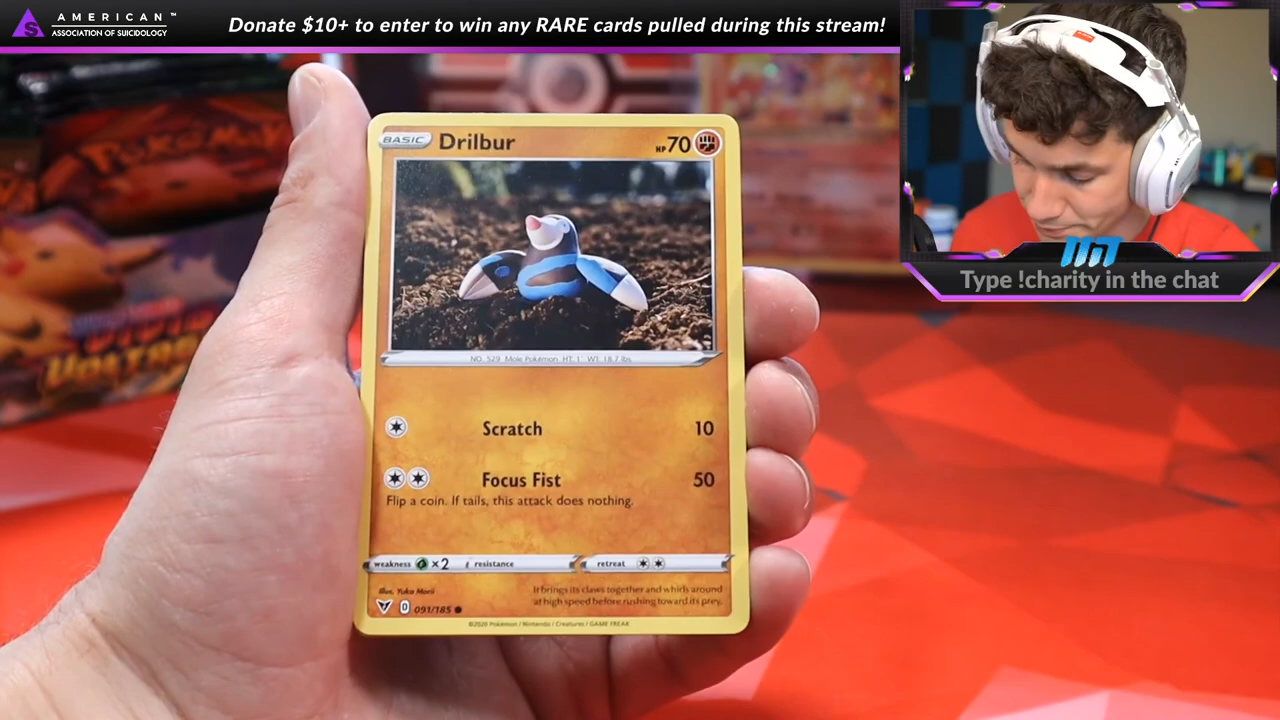 AMERICAN™
ASSOCIATION OF SUICIDOLOGY
Donate $10+ to enter to win any RARE cards pulled during this stream!
Type !charity in the chat
POKÉMON
VOLTAGE
BASIC Drilbur HP 70
NO. 529 Mole Pokémon HT: 1' WT: 18.7 lbs.
Scratch 10
Focus Fist 50
Flip a coin. If tails, this attack does nothing.
weakness ×2 resistance retreat
Illus. Yuka Morii
It brings its claws together and whirls around
at high speed before rushing toward its prey.
D 091/185
©2020 Pokémon / Nintendo / Creatures / GAME FREAK